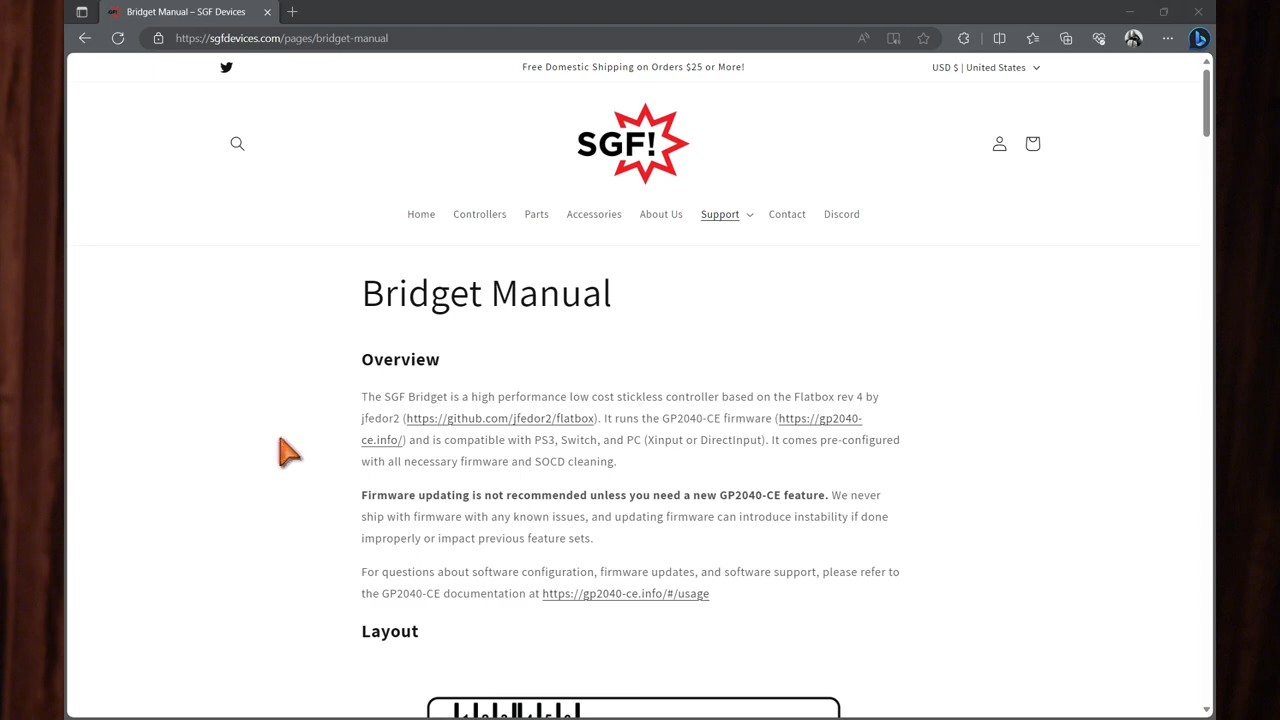 Bridget Manual – SGF Devices
https://sgfdevices.com/pages/bridget-manual
Free Domestic Shipping on Orders $25 or More!
USD $ | United States
SGF!
Home Controllers Parts Accessories About Us Support Contact Discord
Bridget Manual
Overview
The SGF Bridget is a high performance low cost stickless controller based on the Flatbox rev 4 by
jfedor2 (https://github.com/jfedor2/flatbox). It runs the GP2040-CE firmware (https://gp2040-
ce.info/) and is compatible with PS3, Switch, and PC (Xinput or DirectInput). It comes pre-configured
with all necessary firmware and SOCD cleaning.
Firmware updating is not recommended unless you need a new GP2040-CE feature. We never
ship with firmware with any known issues, and updating firmware can introduce instability if done
improperly or impact previous feature sets.
For questions about software configuration, firmware updates, and software support, please refer to
the GP2040-CE documentation at https://gp2040-ce.info/#/usage
Layout